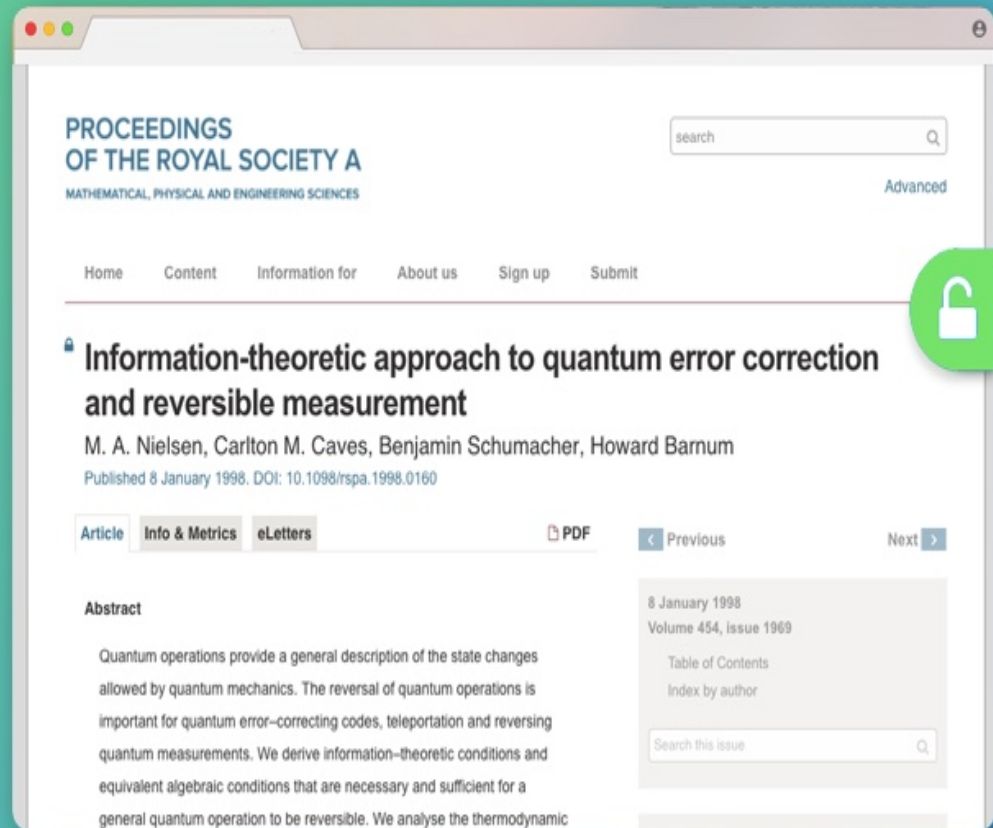 PROCEEDINGS
OF THE ROYAL SOCIETY A
MATHEMATICAL, PHYSICAL AND ENGINEERING SCIENCES
search
Advanced
Home Content Information for About us Sign up Submit
Information-theoretic approach to quantum error correction
and reversible measurement
M. A. Nielsen, Carlton M. Caves, Benjamin Schumacher, Howard Barnum
Published 8 January 1998. DOI: 10.1098/rspa.1998.0160
Article Info & Metrics eLetters PDF
Previous Next
Abstract
Quantum operations provide a general description of the state changes
allowed by quantum mechanics. The reversal of quantum operations is
important for quantum error–correcting codes, teleportation and reversing
quantum measurements. We derive information–theoretic conditions and
equivalent algebraic conditions that are necessary and sufficient for a
general quantum operation to be reversible. We analyse the thermodynamic
8 January 1998
Volume 454, issue 1969
Table of Contents
Index by author
Search this issue